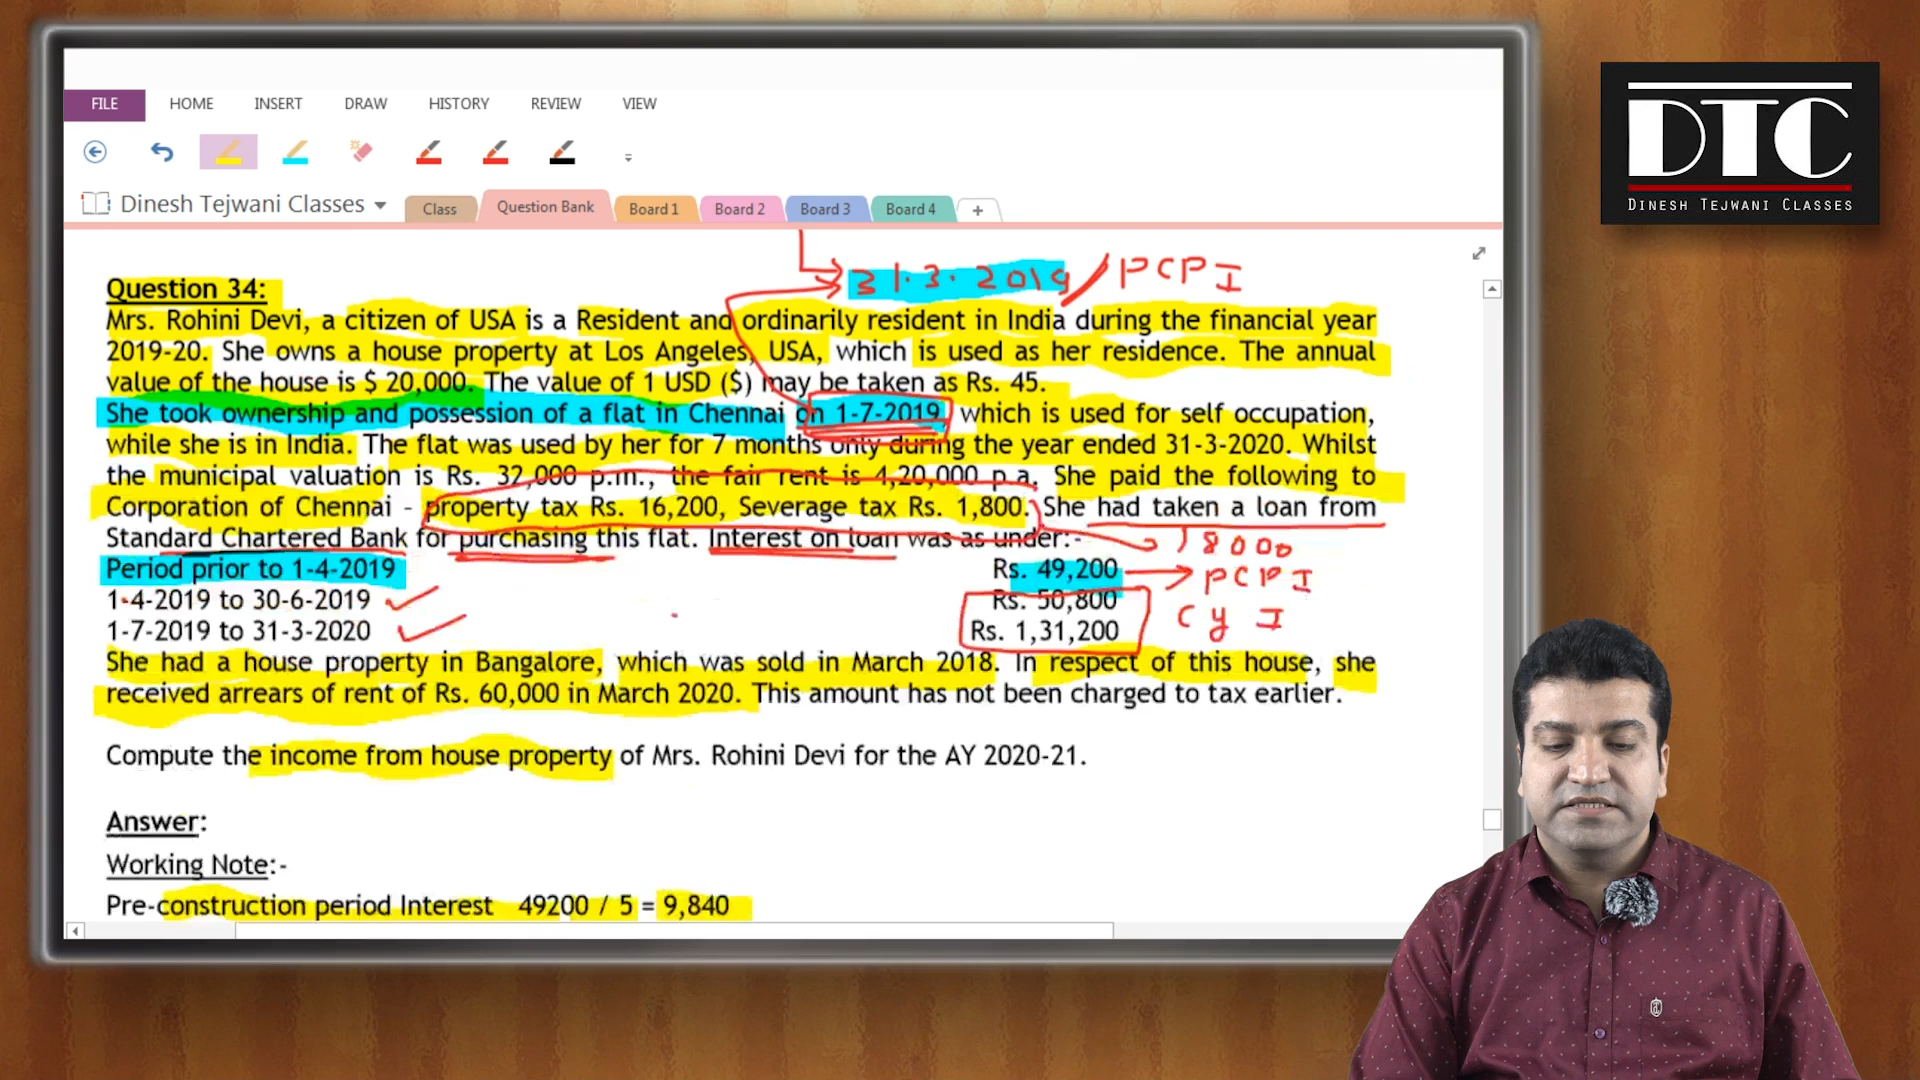 DTC
DINESH TEJWANI CLASSES
FILE HOME INSERT DRAW HISTORY REVIEW VIEW
Dinesh Tejwani Classes Class Question Bank Board 1 Board 2 Board 3 Board 4 +
31.3.2019 PCPI
Question 34:
Mrs. Rohini Devi, a citizen of USA is a Resident and ordinarily resident in India during the financial year
2019-20. She owns a house property at Los Angeles, USA, which is used as her residence. The annual
value of the house is $ 20,000. The value of 1 USD ($) may be taken as Rs. 45.
She took ownership and possession of a flat in Chennai on 1-7-2019, which is used for self occupation,
while she is in India. The flat was used by her for 7 months only during the year ended 31-3-2020. Whilst
the municipal valuation is Rs. 32,000 p.m., the fair rent is 4,20,000 p.a. She paid the following to
Corporation of Chennai - property tax Rs. 16,200, Severage tax Rs. 1,800. She had taken a loan from
Standard Chartered Bank for purchasing this flat. Interest on loan was as under:-
18000
Period prior to 1-4-2019 Rs. 49,200 PCPI
1-4-2019 to 30-6-2019 Rs. 50,800
CYI
1-7-2019 to 31-3-2020 Rs. 1,31,200
She had a house property in Bangalore, which was sold in March 2018. In respect of this house, she
received arrears of rent of Rs. 60,000 in March 2020. This amount has not been charged to tax earlier.
Compute the income from house property of Mrs. Rohini Devi for the AY 2020-21.
Answer:
Working Note:-
Pre-construction period Interest 49200 / 5 = 9,840